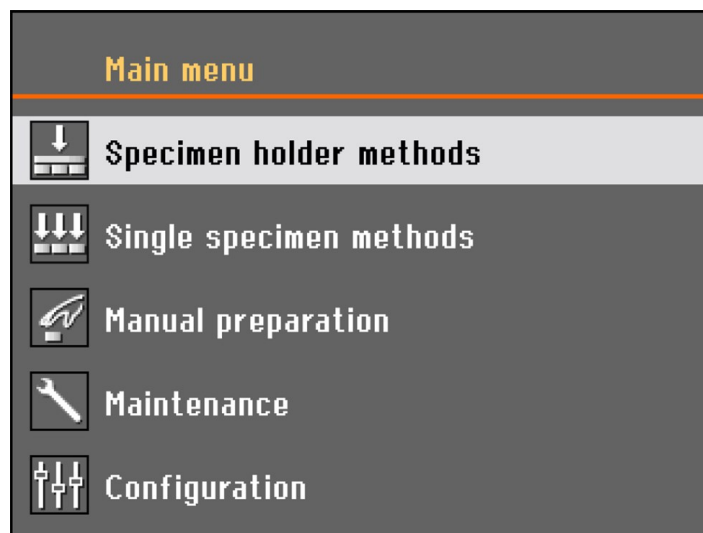 Main menu
Specimen holder methods
Single specimen methods
Manual preparation
Maintenance
Configuration